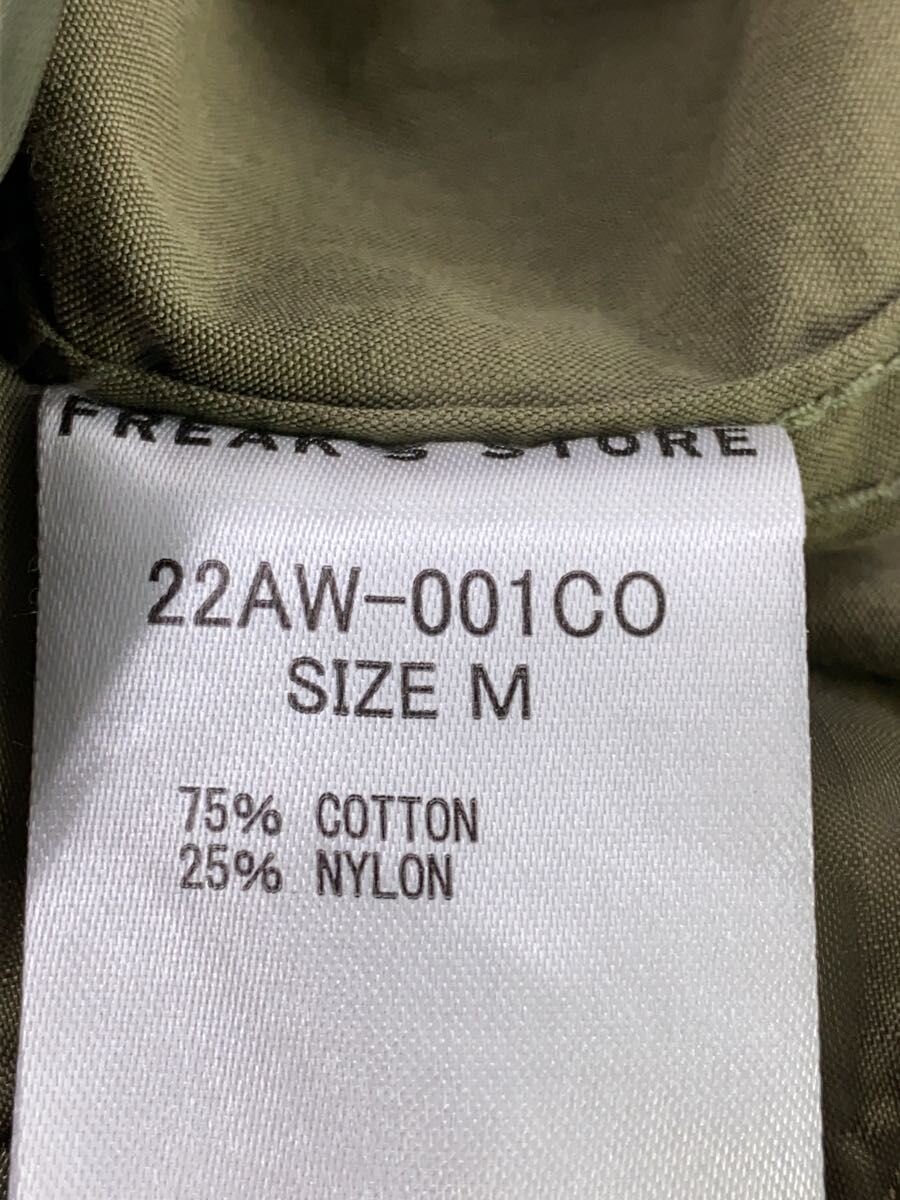 FREAK'S STORE
22AW-001CO
SIZE M
75% COTTON
25% NYLON